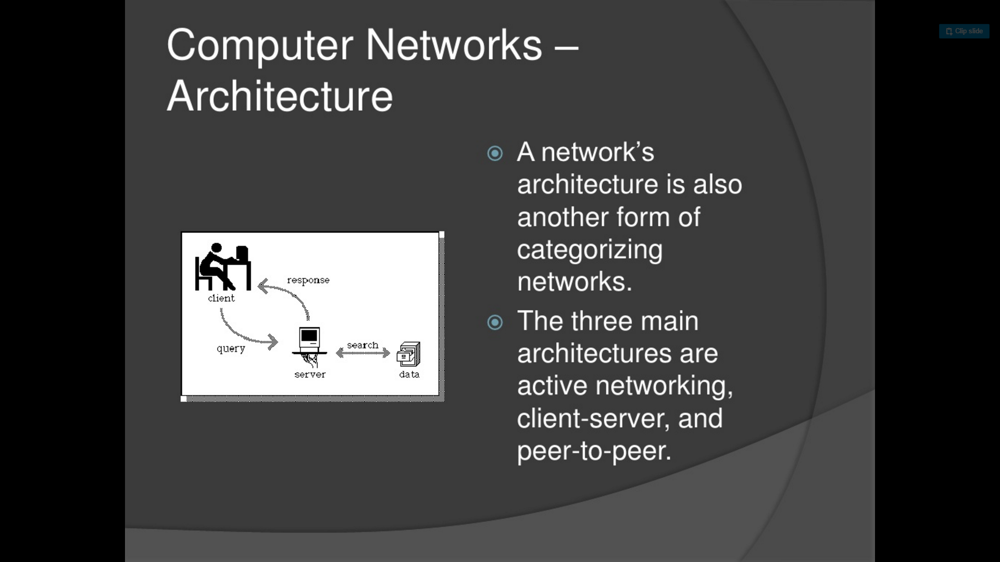 Clip slide
Computer Networks –
Architecture
response
client
query
search
server
data
A network’s
architecture is also
another form of
categorizing
networks.
The three main
architectures are
active networking,
client-server, and
peer-to-peer.